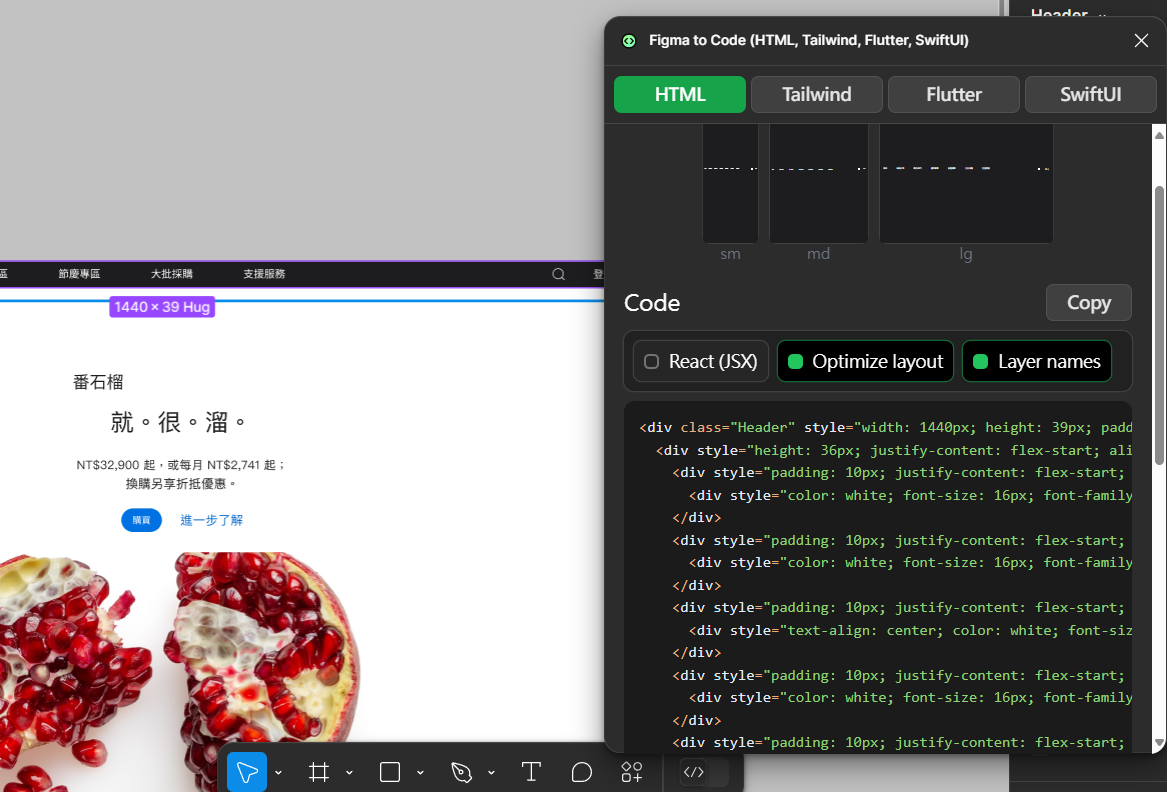 Header
Figma to Code (HTML, Tailwind, Flutter, SwiftUI)
HTML
Tailwind
Flutter
SwiftUI
sm
md
lg
區
節慶專區
大批採購
支援服務
登
1440 × 39 Hug
番石榴
就。很。溜。
NT$32,900 起，或每月 NT$2,741 起；
換購另享折抵優惠。
購買
進一步了解
Code
Copy
React (JSX)
Optimize layout
Layer names
<div class="Header" style="width: 1440px; height: 39px; padd
<div style="height: 36px; justify-content: flex-start; ali
<div style="padding: 10px; justify-content: flex-start;
<div style="color: white; font-size: 16px; font-family
</div>
<div style="padding: 10px; justify-content: flex-start;
<div style="color: white; font-size: 16px; font-family
</div>
<div style="padding: 10px; justify-content: flex-start;
<div style="text-align: center; color: white; font-siz
</div>
<div style="padding: 10px; justify-content: flex-start;
<div style="color: white; font-size: 16px; font-family
</div>
<div style="padding: 10px; justify-content: flex-start;